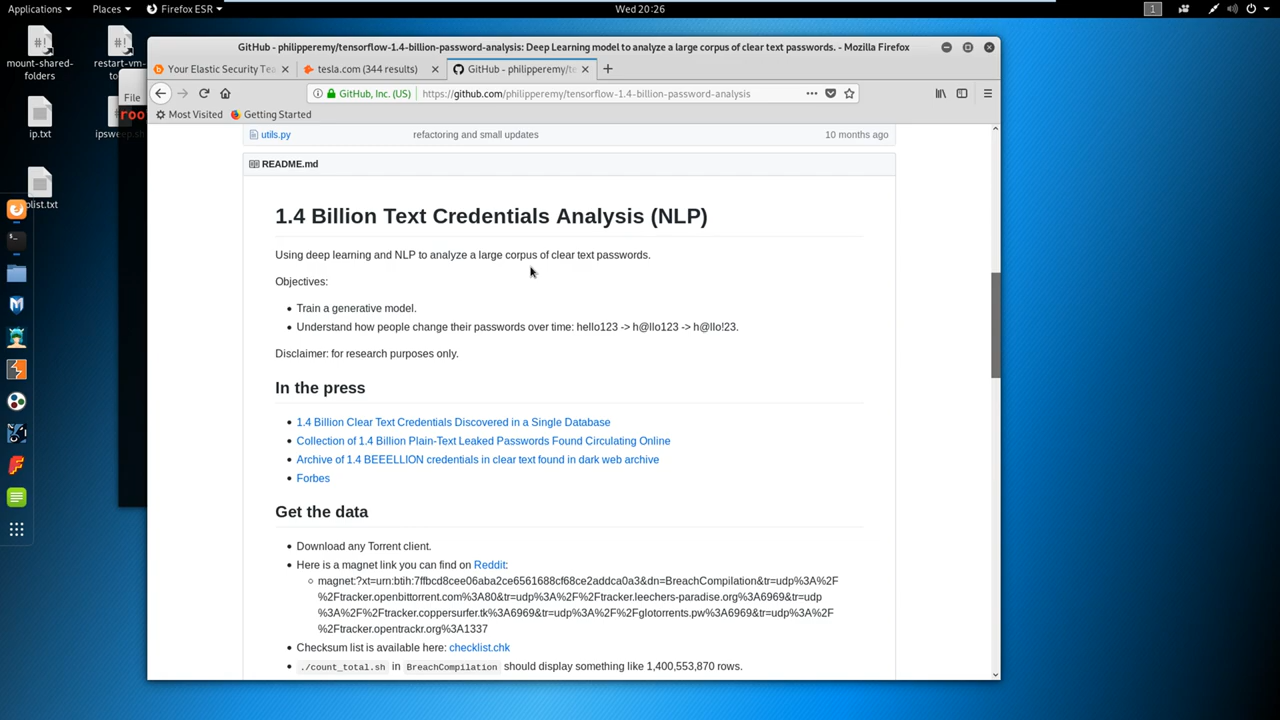 Applications ▾ Places ▾ Firefox ESR ▾ Wed 20:26 1
mount-shared-folders
restart-vm-
to
ip.txt
ipsweep.sh
plist.txt
File
roo
GitHub - philipperemy/tensorflow-1.4-billion-password-analysis: Deep Learning model to analyze a large corpus of clear text passwords. - Mozilla Firefox
Your Elastic Security Tea
tesla.com (344 results)
GitHub - philipperemy/te
GitHub, Inc. (US) https://github.com/philipperemy/tensorflow-1.4-billion-password-analysis
Most Visited Getting Started
utils.py refactoring and small updates 10 months ago
README.md
1.4 Billion Text Credentials Analysis (NLP)
Using deep learning and NLP to analyze a large corpus of clear text passwords.
Objectives:
• Train a generative model.
• Understand how people change their passwords over time: hello123 -> h@llo123 -> h@llo!23.
Disclaimer: for research purposes only.
In the press
• 1.4 Billion Clear Text Credentials Discovered in a Single Database
• Collection of 1.4 Billion Plain-Text Leaked Passwords Found Circulating Online
• Archive of 1.4 BEEELLION credentials in clear text found in dark web archive
• Forbes
Get the data
• Download any Torrent client.
• Here is a magnet link you can find on Reddit:
◦ magnet:?xt=urn:btih:7ffbcd8cee06aba2ce6561688cf68ce2addca0a3&dn=BreachCompilation&tr=udp%3A%2F
%2Ftracker.openbittorrent.com%3A80&tr=udp%3A%2F%2Ftracker.leechers-paradise.org%3A6969&tr=udp
%3A%2F%2Ftracker.coppersurfer.tk%3A6969&tr=udp%3A%2F%2Fglotorrents.pw%3A6969&tr=udp%3A%2F
%2Ftracker.opentrackr.org%3A1337
• Checksum list is available here: checklist.chk
• ./count_total.sh in BreachCompilation should display something like 1,400,553,870 rows.